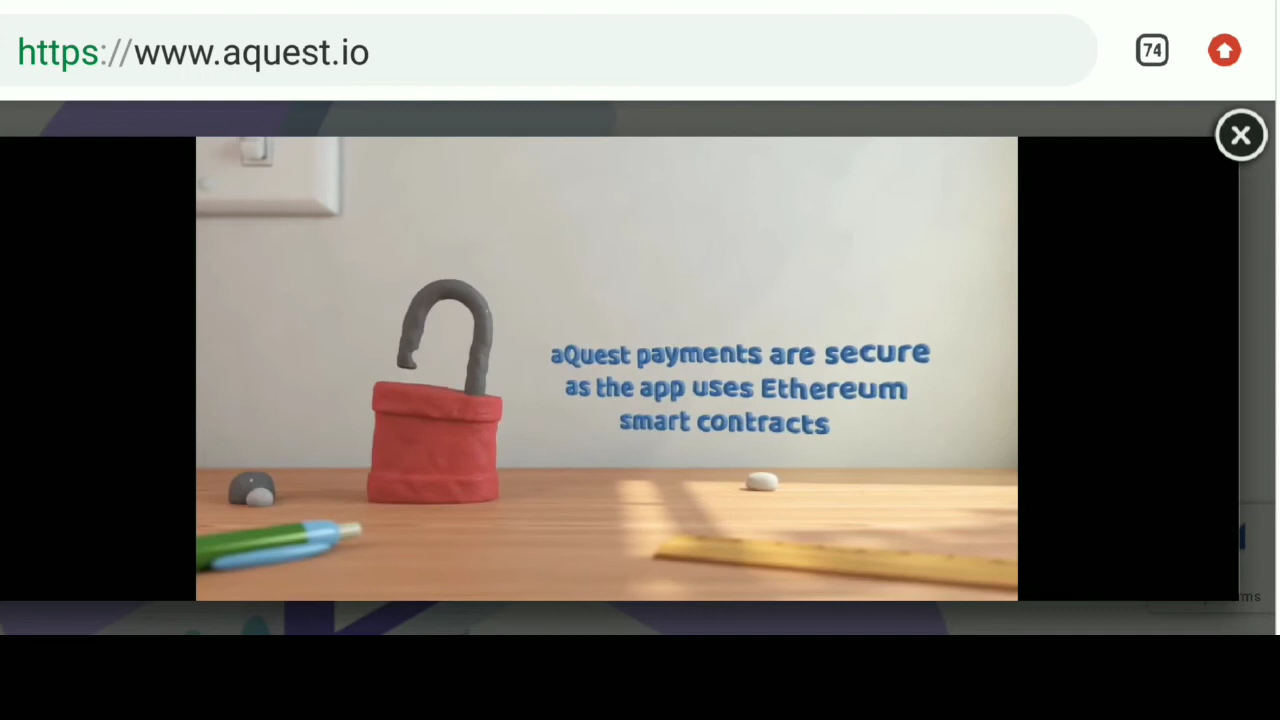 https://www.aquest.io
74
aQuest payments are secure
as the app uses Ethereum
smart contracts